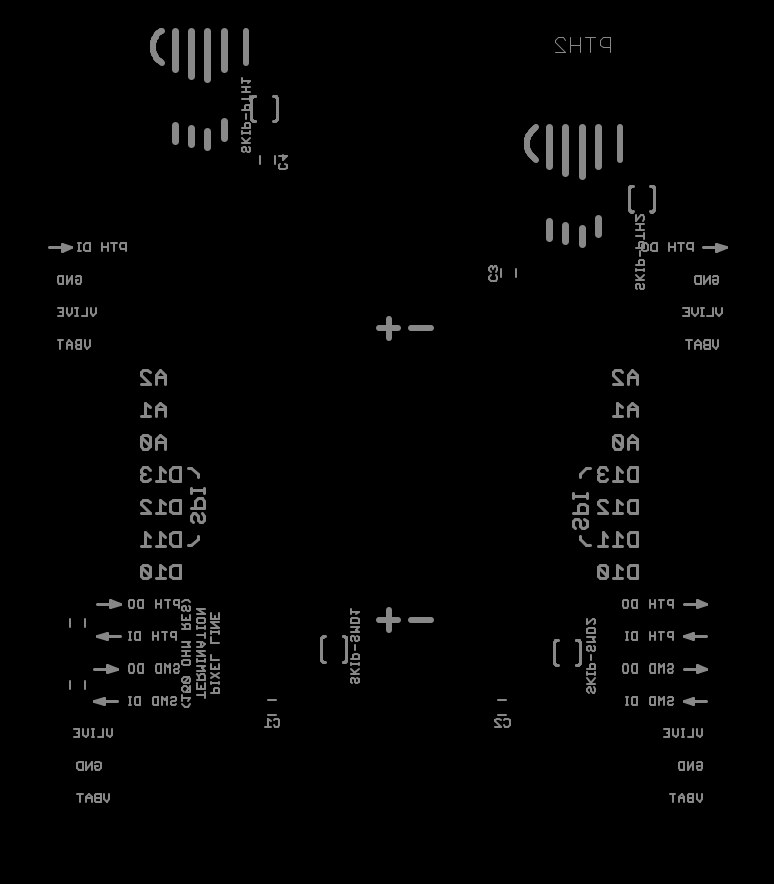 PTH2
SKIP-PTH1
C4
PTH DI
PTH DO
SKIP-PTH2
GND
GND
C3
VLIVE
VLIVE
VBAT
VBAT
+ -
A2
A2
A1
A1
A0
A0
D13
D13
SPI
SPI
D12
D12
D11
D11
D10
D10
PTH DO
PTH DO
PTH DI
PTH DI
SMD DO
SMD DO
SMD DI
SMD DI
PIXEL LINE
TERMINATION
(150 OHM RES)
SKIP-SMD1
+ -
SKIP-SMD2
C1
C2
VLIVE
VLIVE
GND
GND
VBAT
VBAT